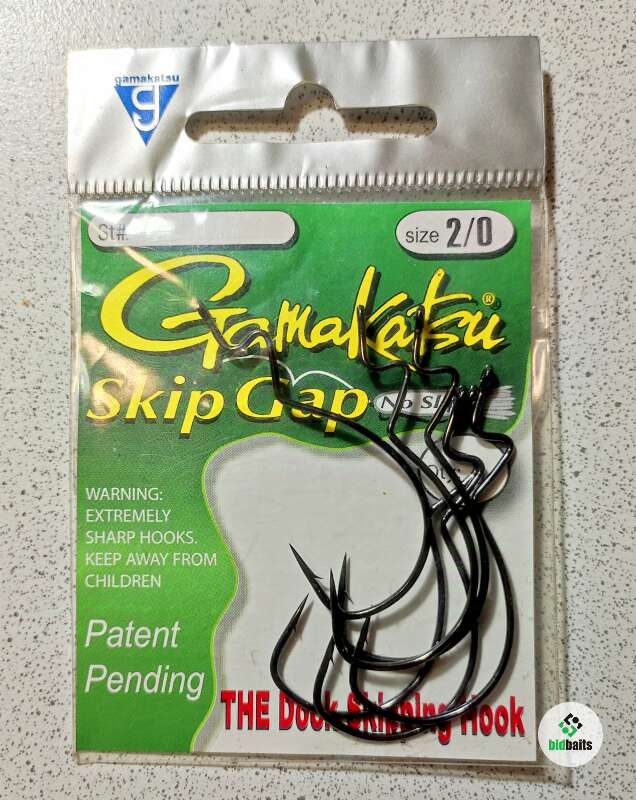 gamakatsu
St#
size 2/0
Gamakatsu®
Skip Gap
WARNING:
EXTREMELY
SHARP HOOKS.
KEEP AWAY FROM
CHILDREN
Patent
Pending
THE Dock Skipping Hook
bidbaits